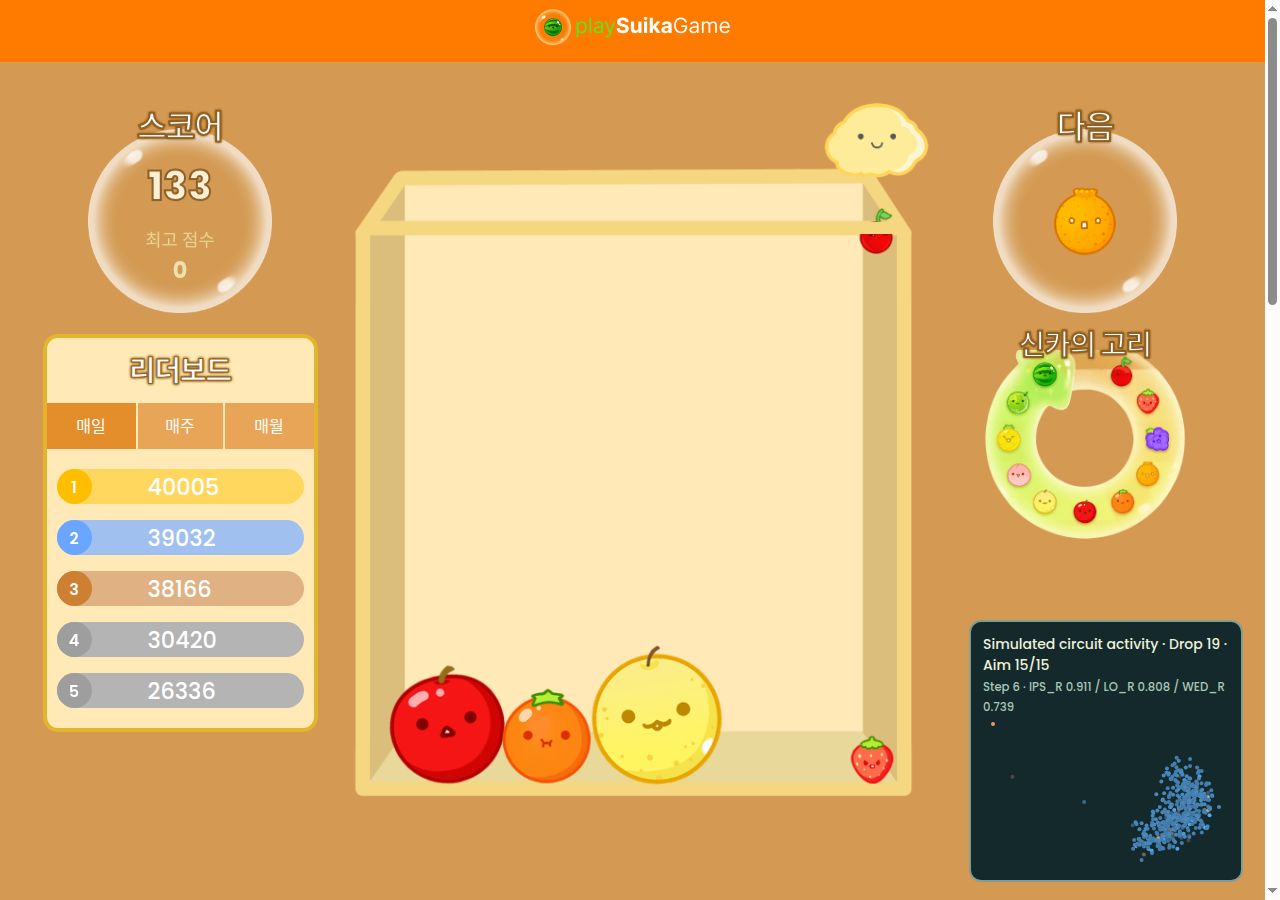 playSuikaGame
스코어
133
최고 점수
0
다음
신카의 고리
리더보드
매일
매주
매월
1 40005
2 39032
3 38166
4 30420
5 26336
Simulated circuit activity · Drop 19 ·
Aim 15/15
Step 6 · IPS_R 0.911 / LO_R 0.808 / WED_R
0.739